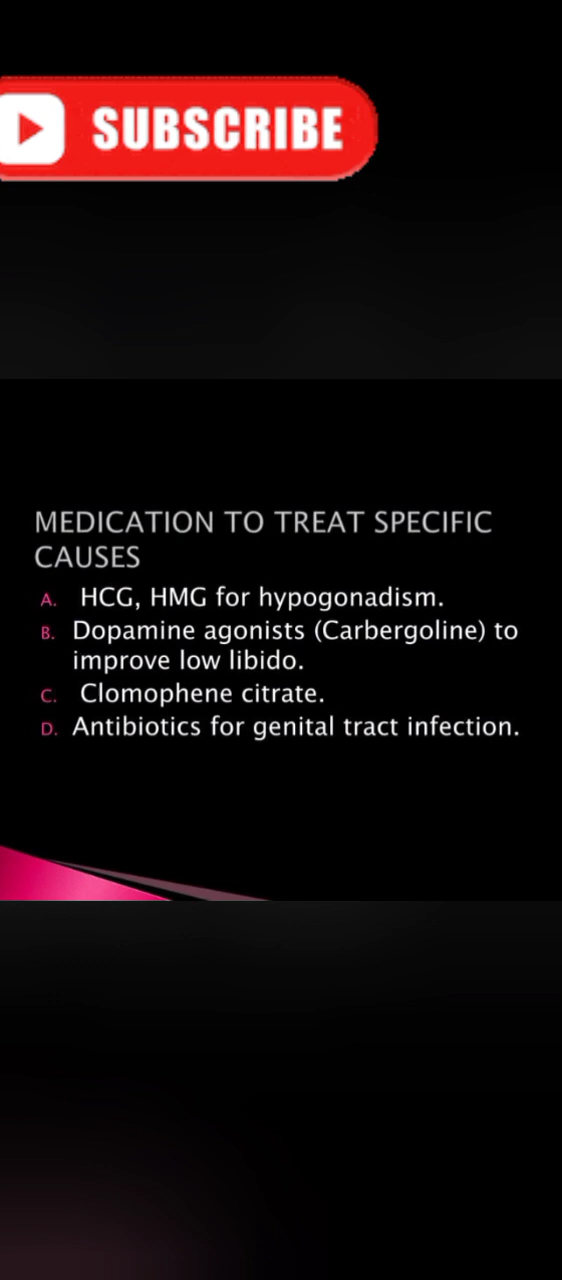 SUBSCRIBE
MEDICATION TO TREAT SPECIFIC
CAUSES
A. HCG, HMG for hypogonadism.
B. Dopamine agonists (Carbergoline) to
improve low libido.
C. Clomophene citrate.
D. Antibiotics for genital tract infection.